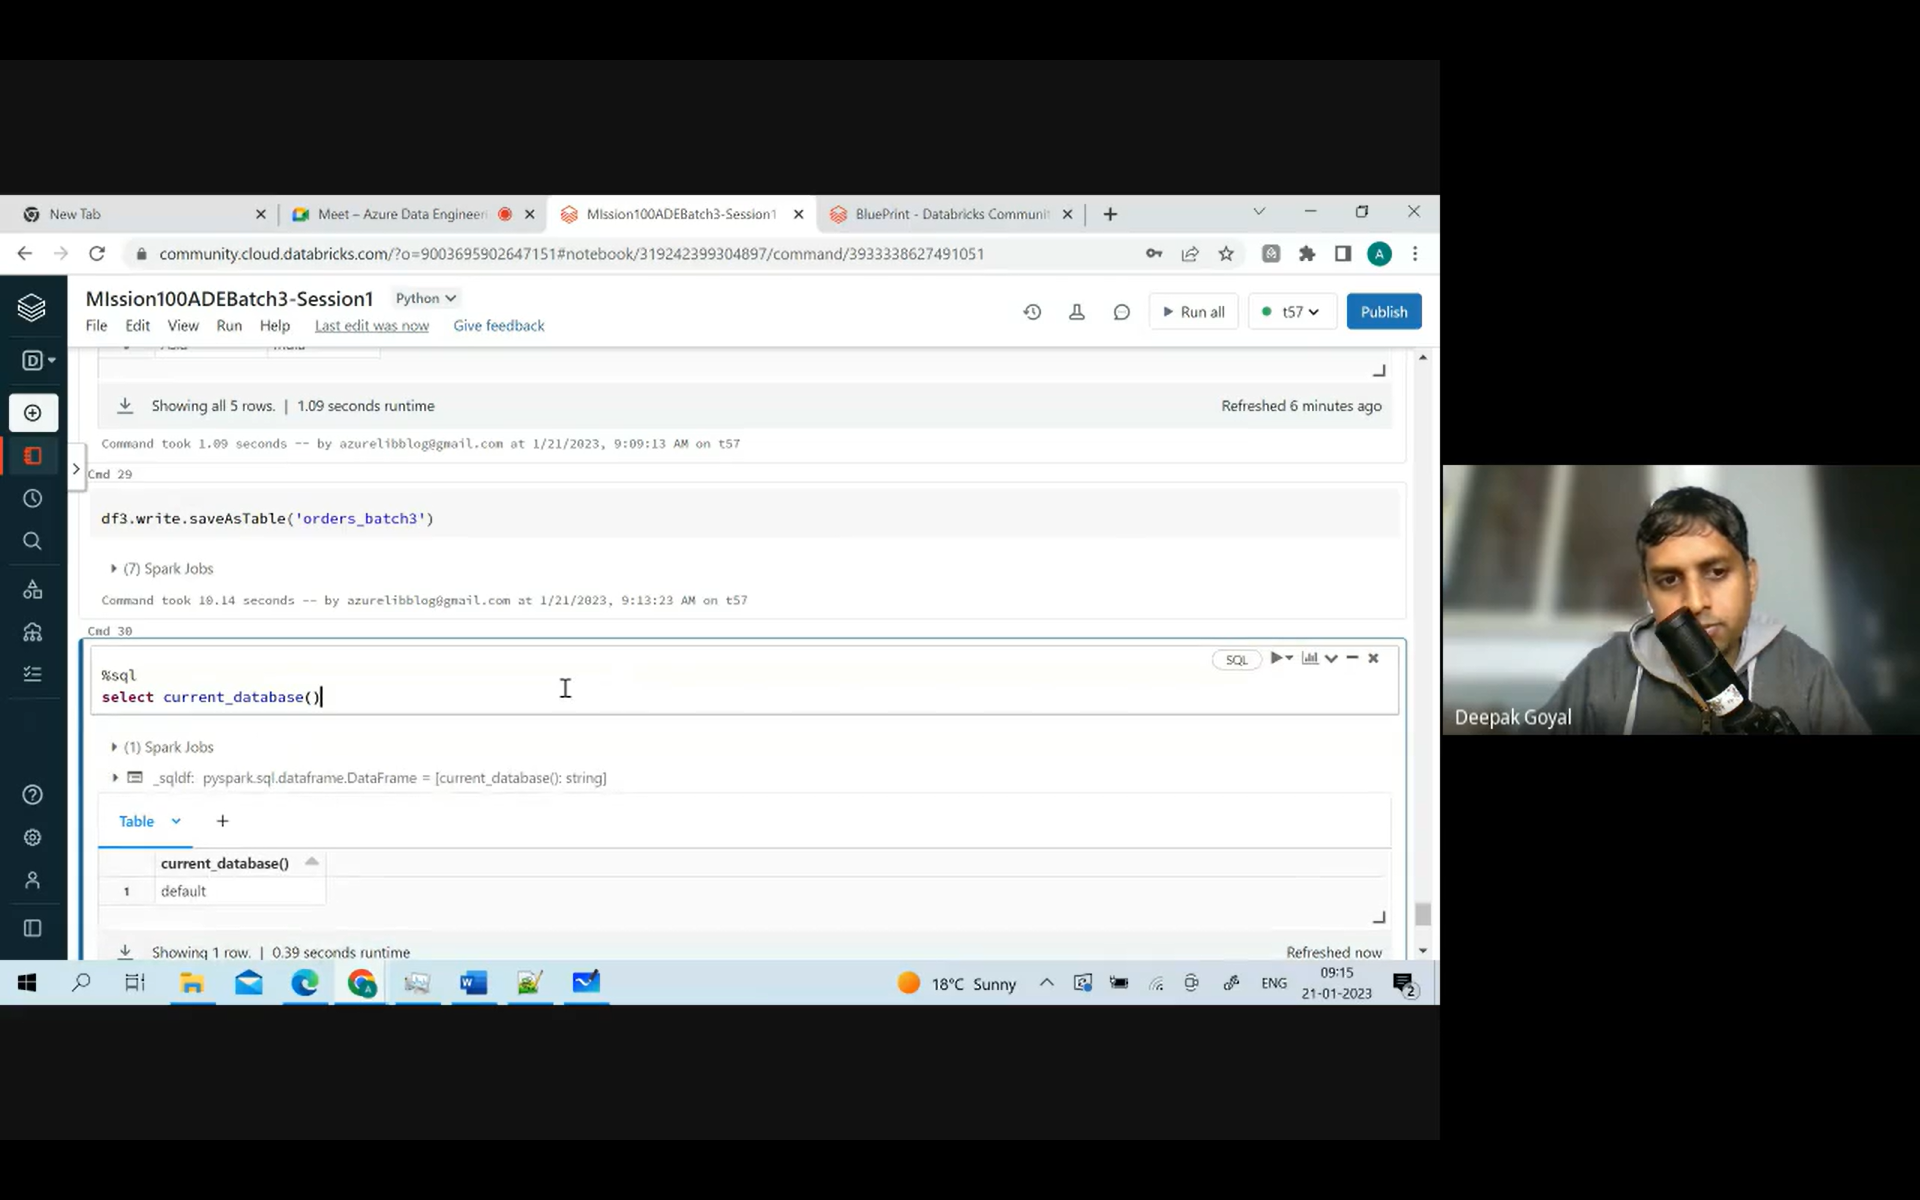 New Tab
Meet – Azure Data Engineeri
MIssion100ADEBatch3-Session1
BluePrint - Databricks Communit
community.cloud.databricks.com/?o=9003695902647151#notebook/319242399304897/command/3933338627491051
A
MIssion100ADEBatch3-Session1
Python
File
Edit
View
Run
Help
Last edit was now
Give feedback
Run all
t57
Publish
D
Showing all 5 rows. | 1.09 seconds runtime
Refreshed 6 minutes ago
Command took 1.09 seconds -- by azurelibblog@gmail.com at 1/21/2023, 9:09:13 AM on t57
Cmd 29
df3.write.saveAsTable('orders_batch3')
(7) Spark Jobs
Command took 10.14 seconds -- by azurelibblog@gmail.com at 1/21/2023, 9:13:23 AM on t57
Cmd 30
SQL
%sql
select current_database()
(1) Spark Jobs
_sqldf: pyspark.sql.dataframe.DataFrame = [current_database(): string]
Table
current_database()
1
default
Showing 1 row. | 0.39 seconds runtime
Refreshed now
18°C Sunny
ENG
09:15
21-01-2023
2
Deepak Goyal